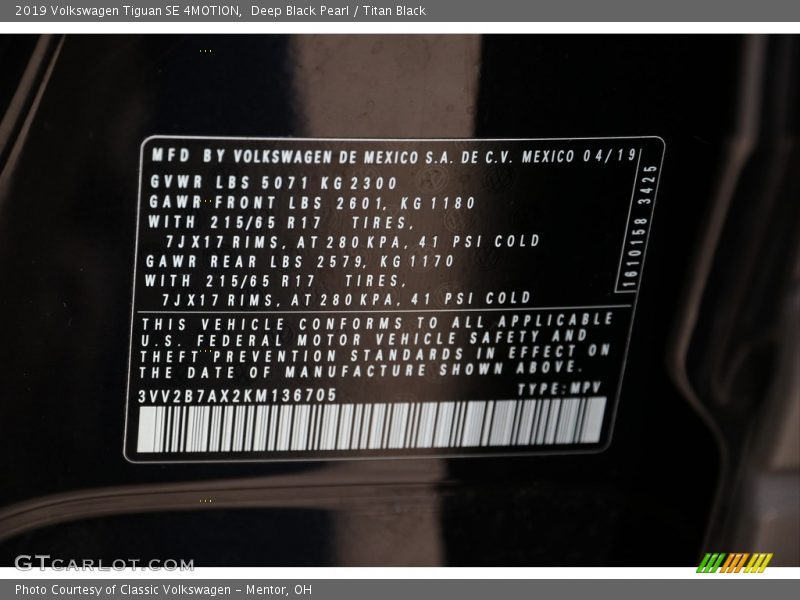 2019 Volkswagen Tiguan SE 4MOTION,  Deep Black Pearl / Titan Black
MFD BY VOLKSWAGEN DE MEXICO S.A. DE C.V. MEXICO 04/19
GVWR LBS 5071 KG 2300
GAWR FRONT LBS 2601, KG 1180
WITH 215/65 R17 TIRES,
7JX17 RIMS, AT 280 KPA, 41 PSI COLD
GAWR REAR LBS 2579, KG 1170
WITH 215/65 R17 TIRES,
7JX17 RIMS, AT 280 KPA, 41 PSI COLD
1610158 3425
THIS VEHICLE CONFORMS TO ALL APPLICABLE
U.S. FEDERAL MOTOR VEHICLE SAFETY AND
THEFT PREVENTION STANDARDS IN EFFECT ON
THE DATE OF MANUFACTURE SHOWN ABOVE.
3VV2B7AX2KM136705 TYPE: MPV
GTCARLOT.COM
Photo Courtesy of Classic Volkswagen - Mentor, OH